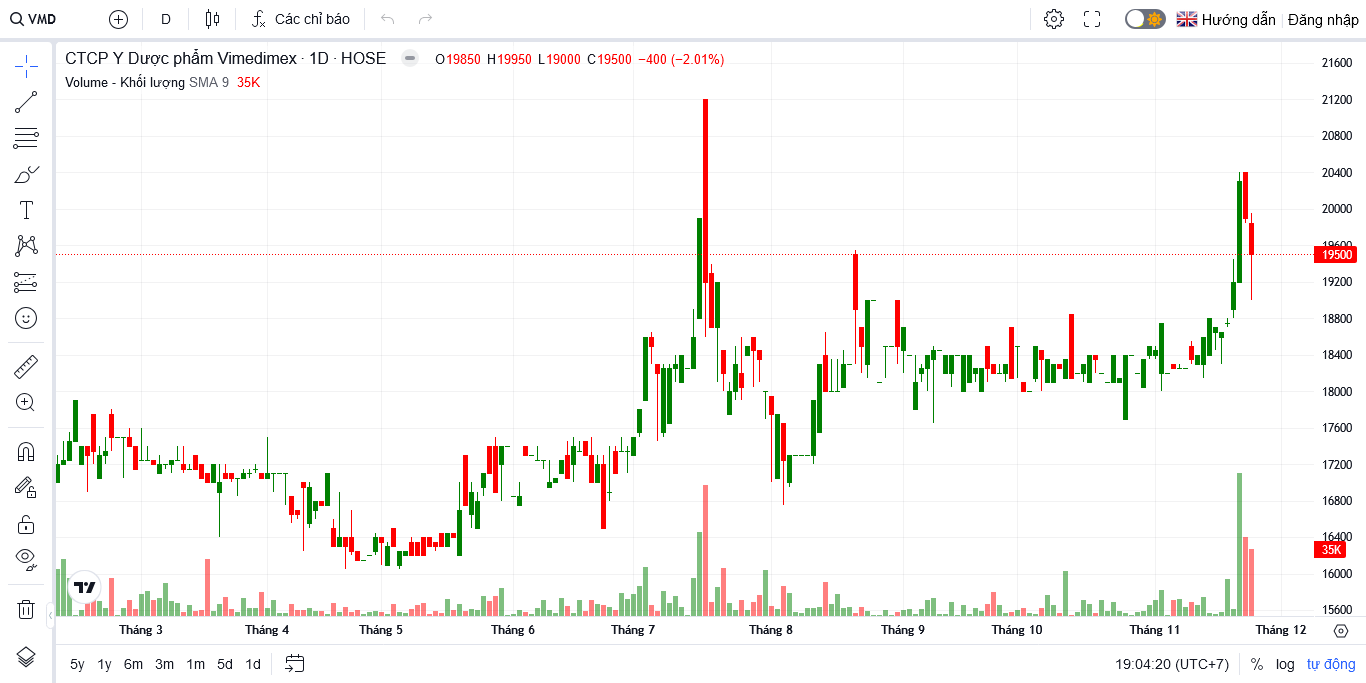 VMD D Các chỉ báo Hướng dẫn Đăng nhập
CTCP Y Dược phẩm Vimedimex · 1D · HOSE O19850 H19950 L19000 C19500 −400 (−2.01%)
Volume - Khối lượng SMA 9 35K
21600
21200
20800
20400
20000
19600
19500
19200
18800
18400
18000
17600
17200
16800
16400
35K
16000
15600
Tháng 3 Tháng 4 Tháng 5 Tháng 6 Tháng 7 Tháng 8 Tháng 9 Tháng 10 Tháng 11 Tháng 12
5y 1y 6m 3m 1m 5d 1d 19:04:20 (UTC+7) % log tự động